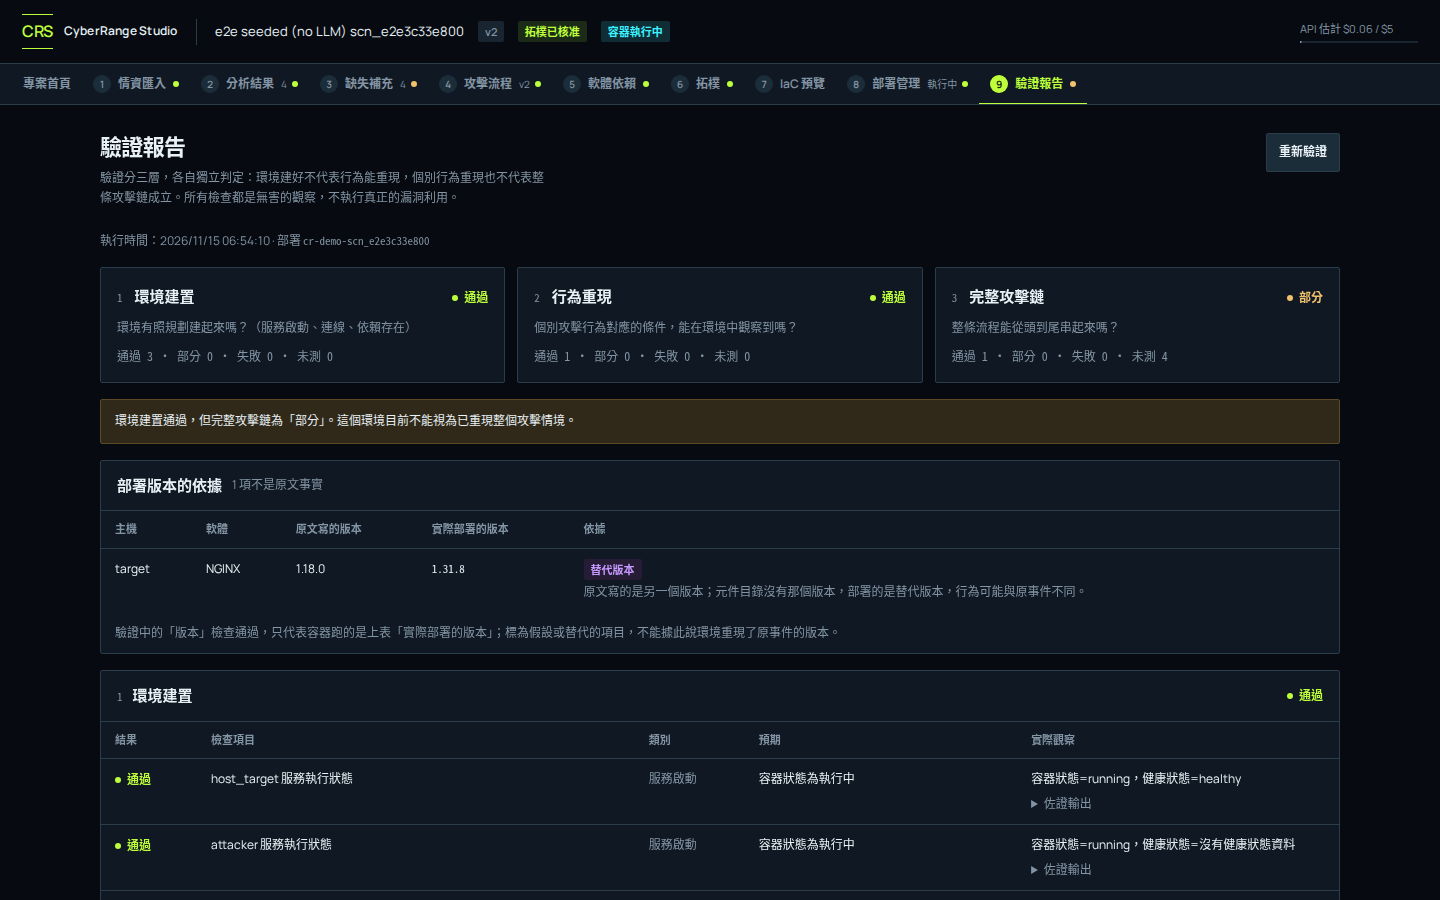 CRS CyberRange Studio e2e seeded (no LLM) scn_e2e3c33e800 v2 拓樸已核准 容器執行中 API 估計 $0.06 / $5
專案首頁 1 情資匯入 2 分析結果 4 3 缺失補充 4 4 攻擊流程 v2 5 軟體依賴 6 拓樸 7 IaC 預覽 8 部署管理 執行中 9 驗證報告
驗證報告
重新驗證
驗證分三層，各自獨立判定：環境建好不代表行為能重現，個別行為重現也不代表整
條攻擊鏈成立。所有檢查都是無害的觀察，不執行真正的漏洞利用。
執行時間：2026/11/15 06:54:10 · 部署 cr-demo-scn_e2e3c33e800
1 環境建置 通過
環境有照規劃建起來嗎？（服務啟動、連線、依賴存在）
通過 3 · 部分 0 · 失敗 0 · 未測 0
2 行為重現 通過
個別攻擊行為對應的條件，能在環境中觀察到嗎？
通過 1 · 部分 0 · 失敗 0 · 未測 0
3 完整攻擊鏈 部分
整條流程能從頭到尾串起來嗎？
通過 1 · 部分 0 · 失敗 0 · 未測 4
環境建置通過，但完整攻擊鏈為「部分」。這個環境目前不能視為已重現整個攻擊情境。
部署版本的依據 1 項不是原文事實
主機 軟體 原文寫的版本 實際部署的版本 依據
target NGINX 1.18.0 1.31.8 替代版本
原文寫的是另一個版本；元件目錄沒有那個版本，部署的是替代版本，行為可能與原事件不同。
驗證中的「版本」檢查通過，只代表容器跑的是上表「實際部署的版本」；標為假設或替代的項目，不能據此說環境重現了原事件的版本。
1 環境建置 通過
結果 檢查項目 類別 預期 實際觀察
通過 host_target 服務執行狀態 服務啟動 容器狀態為執行中 容器狀態=running，健康狀態=healthy
▶ 佐證輸出
通過 attacker 服務執行狀態 服務啟動 容器狀態為執行中 容器狀態=running，健康狀態=沒有健康狀態資料
▶ 佐證輸出